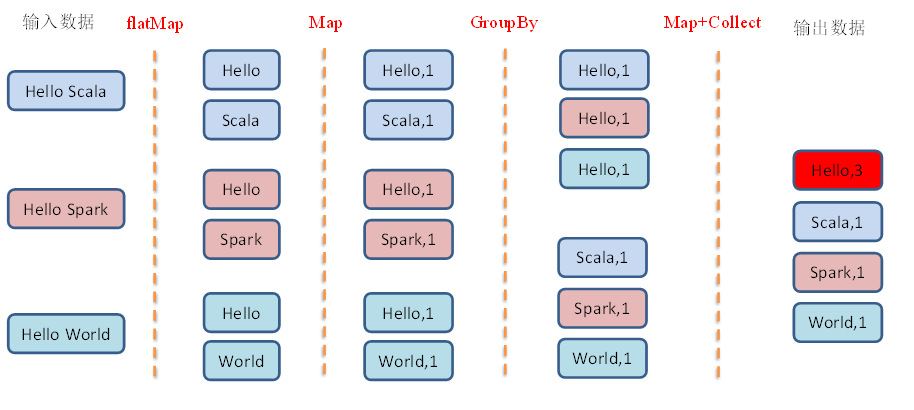 输入数据
flatMap
Map
GroupBy
Map+Collect
输出数据
Hello Scala
Hello Spark
Hello World
Hello
Scala
Hello
Spark
Hello
World
Hello,1
Scala,1
Hello,1
Spark,1
Hello,1
World,1
Hello,1
Hello,1
Hello,1
Scala,1
Spark,1
World,1
Hello,3
Scala,1
Spark,1
World,1